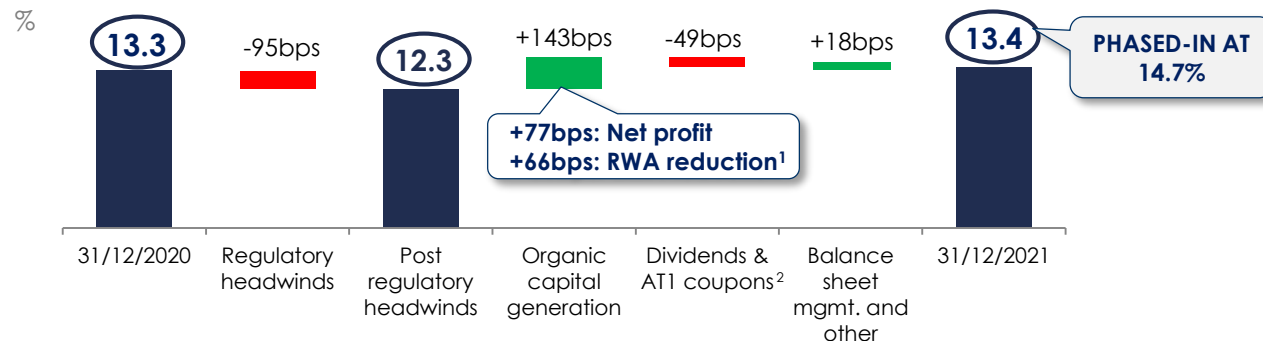 %
13.3
-95bps
12.3
+143bps
-49bps
+18bps
13.4
PHASED-IN AT
14.7%
+77bps: Net profit
+66bps: RWA reduction¹
31/12/2020
Regulatory
headwinds
Post
regulatory
headwinds
Organic
capital
generation
Dividends &
AT1 coupons²
Balance
sheet
mgmt. and
other
31/12/2021